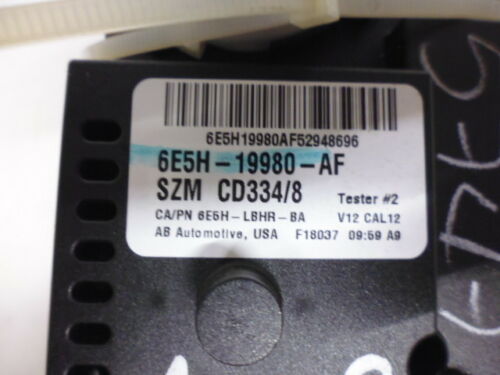 6E5H19980AF52948696
6E5H-19980-AF
SZM CD334/8 Tester #2
CA/PN 6E5H-LBHR-BA V12 CAL12
AB Automotive, USA F18037 09:59 A9